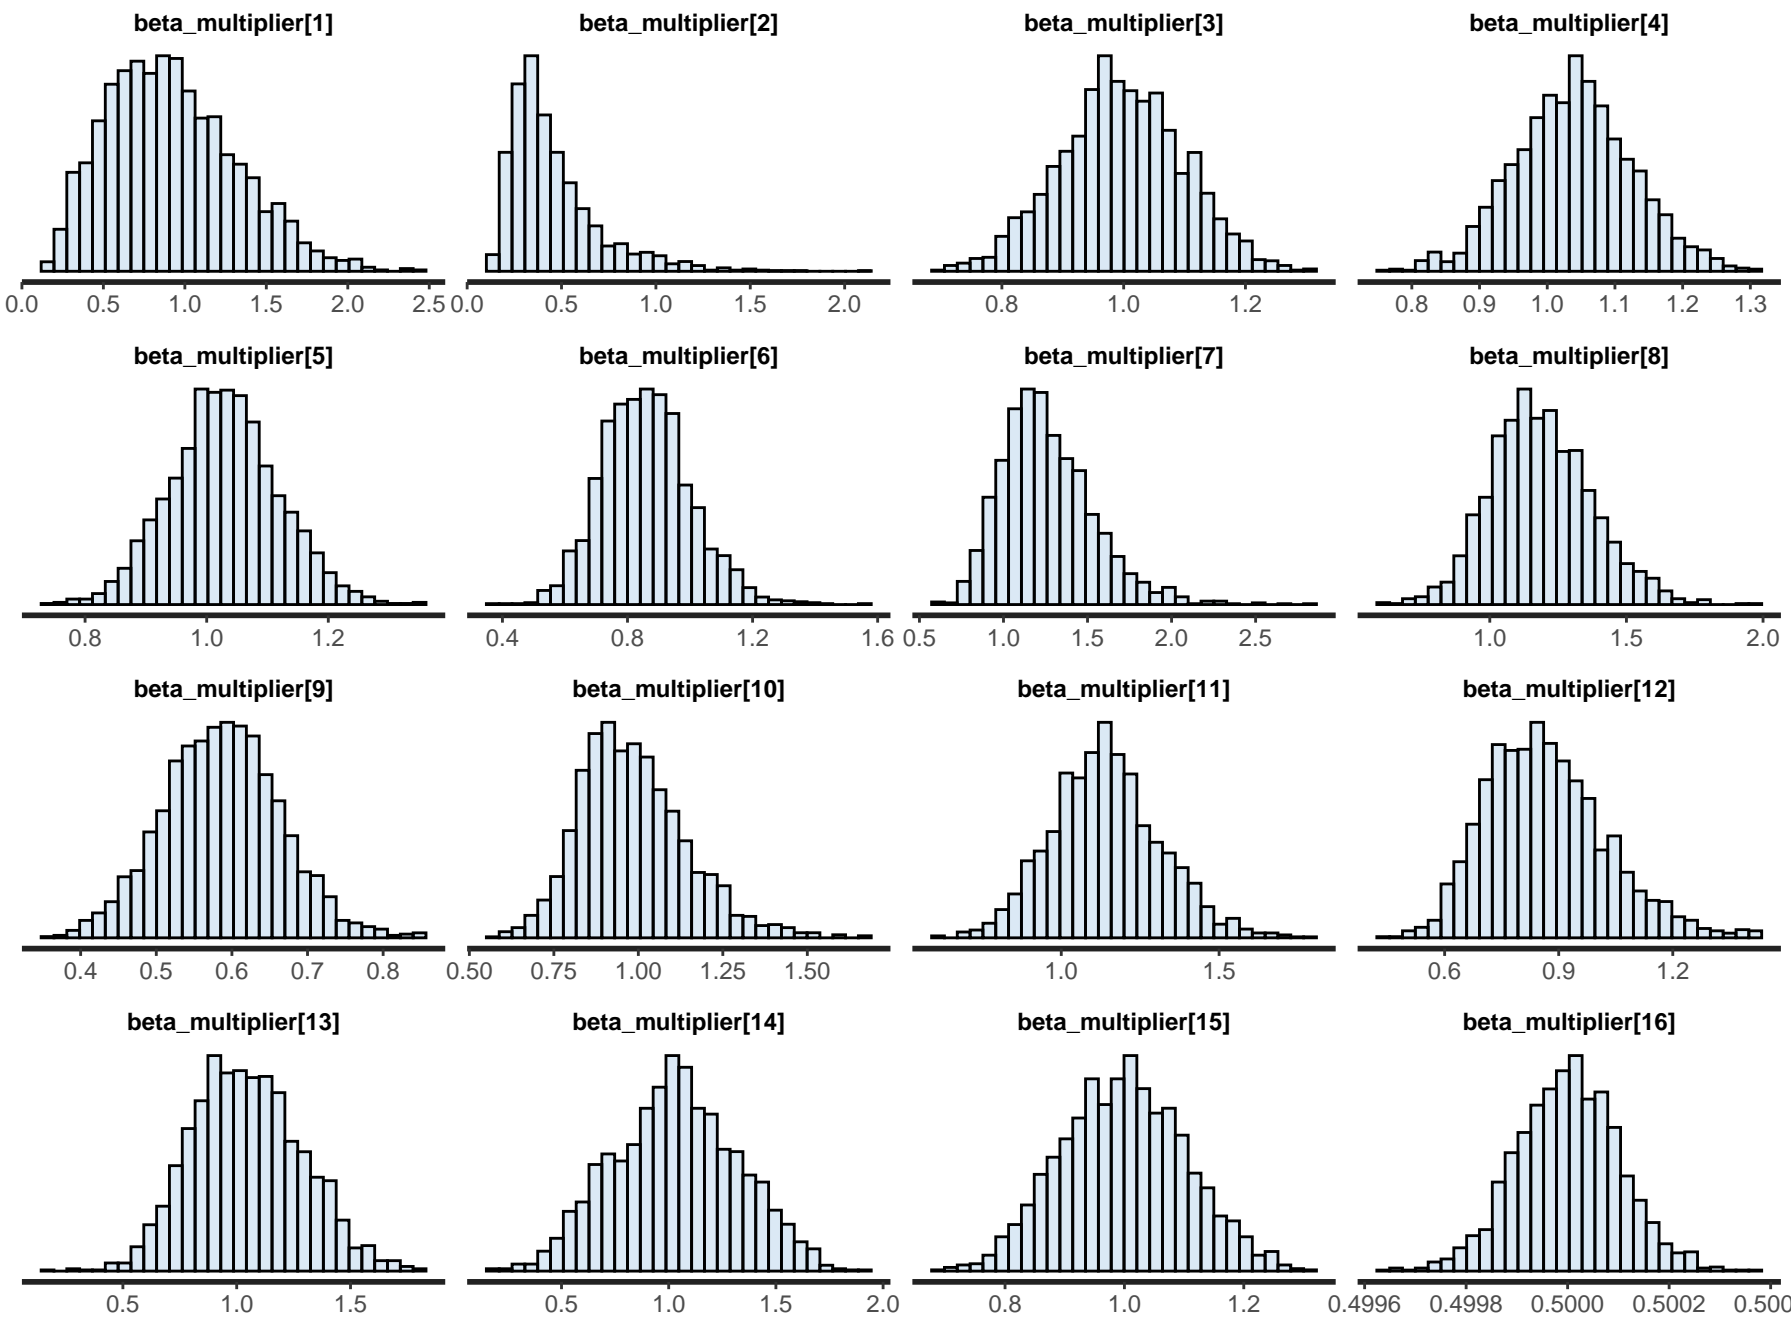 beta_multiplier[1] beta_multiplier[2] beta_multiplier[3] beta_multiplier[4]
0.0 0.5 1.0 1.5 2.0 2.5 0.0 0.5 1.0 1.5 2.0 0.8 1.0 1.2 0.8 0.9 1.0 1.1 1.2 1.3
beta_multiplier[5] beta_multiplier[6] beta_multiplier[7] beta_multiplier[8]
0.8 1.0 1.2 0.4 0.8 1.2 1.6 0.5 1.0 1.5 2.0 2.5 1.0 1.5 2.0
beta_multiplier[9] beta_multiplier[10] beta_multiplier[11] beta_multiplier[12]
0.4 0.5 0.6 0.7 0.8 0.50 0.75 1.00 1.25 1.50 1.0 1.5 0.6 0.9 1.2
beta_multiplier[13] beta_multiplier[14] beta_multiplier[15] beta_multiplier[16]
0.5 1.0 1.5 0.5 1.0 1.5 2.0 0.8 1.0 1.2 0.4996 0.4998 0.5000 0.5002 0.500